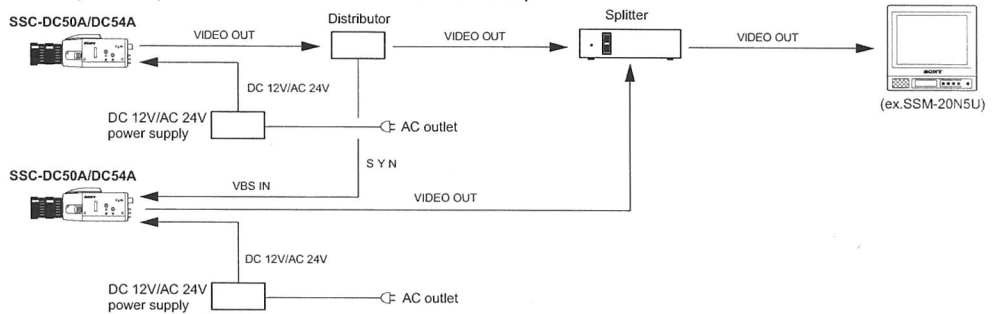 SSC-DC50A/DC54A
VIDEO OUT
Distributor
VIDEO OUT
Splitter
VIDEO OUT
SONY
(ex.SSM-20N5U)
DC 12V/AC 24V
DC 12V/AC 24V
power supply
AC outlet
S Y N
SSC-DC50A/DC54A
VBS IN
VIDEO OUT
DC 12V/AC 24V
DC 12V/AC 24V
power supply
AC outlet